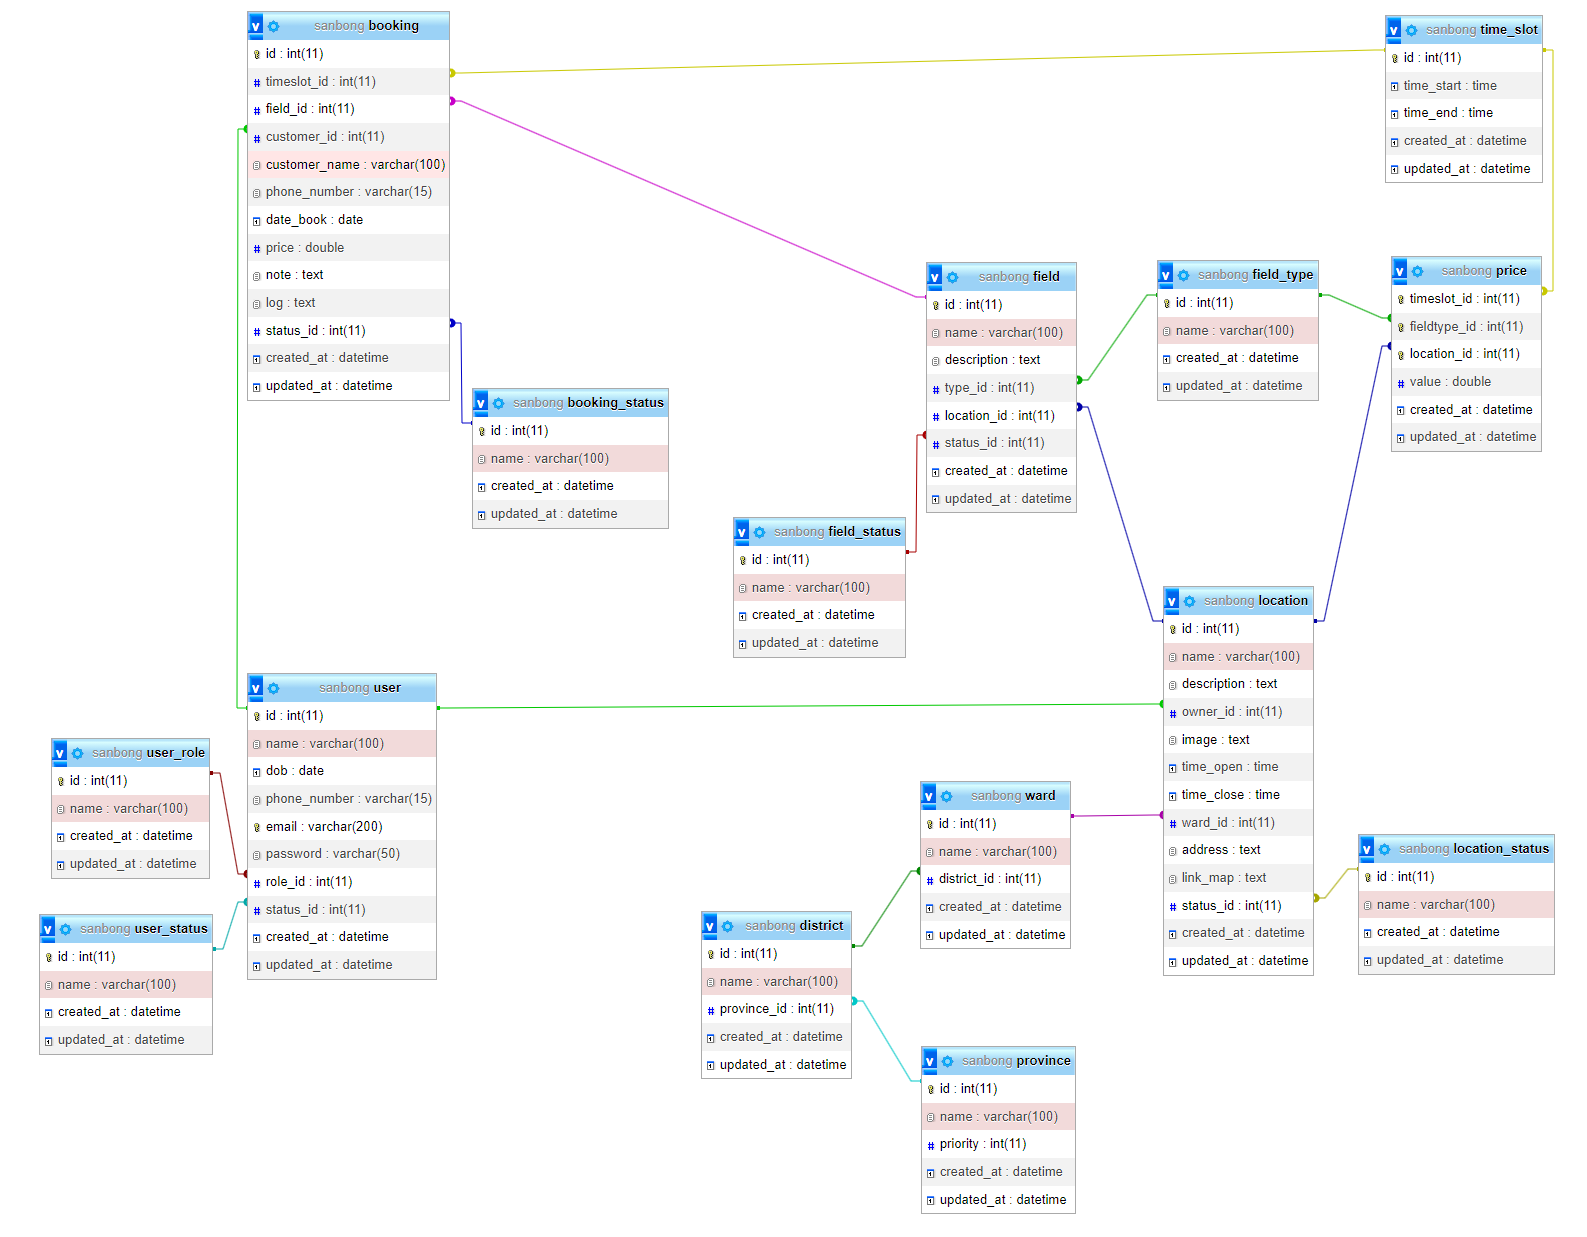 sanbong booking
id : int(11)
timeslot_id : int(11)
field_id : int(11)
customer_id : int(11)
customer_name : varchar(100)
phone_number : varchar(15)
date_book : date
price : double
note : text
log : text
status_id : int(11)
created_at : datetime
updated_at : datetime
sanbong time_slot
id : int(11)
time_start : time
time_end : time
created_at : datetime
updated_at : datetime
sanbong field
id : int(11)
name : varchar(100)
description : text
type_id : int(11)
location_id : int(11)
status_id : int(11)
created_at : datetime
updated_at : datetime
sanbong field_type
id : int(11)
name : varchar(100)
created_at : datetime
updated_at : datetime
sanbong price
timeslot_id : int(11)
fieldtype_id : int(11)
location_id : int(11)
value : double
created_at : datetime
updated_at : datetime
sanbong booking_status
id : int(11)
name : varchar(100)
created_at : datetime
updated_at : datetime
sanbong field_status
id : int(11)
name : varchar(100)
created_at : datetime
updated_at : datetime
sanbong location
id : int(11)
name : varchar(100)
description : text
owner_id : int(11)
image : text
time_open : time
time_close : time
ward_id : int(11)
address : text
link_map : text
status_id : int(11)
created_at : datetime
updated_at : datetime
sanbong user
id : int(11)
name : varchar(100)
dob : date
phone_number : varchar(15)
email : varchar(200)
password : varchar(50)
role_id : int(11)
status_id : int(11)
created_at : datetime
updated_at : datetime
sanbong user_role
id : int(11)
name : varchar(100)
created_at : datetime
updated_at : datetime
sanbong user_status
id : int(11)
name : varchar(100)
created_at : datetime
updated_at : datetime
sanbong ward
id : int(11)
name : varchar(100)
district_id : int(11)
created_at : datetime
updated_at : datetime
sanbong location_status
id : int(11)
name : varchar(100)
created_at : datetime
updated_at : datetime
sanbong district
id : int(11)
name : varchar(100)
province_id : int(11)
created_at : datetime
updated_at : datetime
sanbong province
id : int(11)
name : varchar(100)
priority : int(11)
created_at : datetime
updated_at : datetime